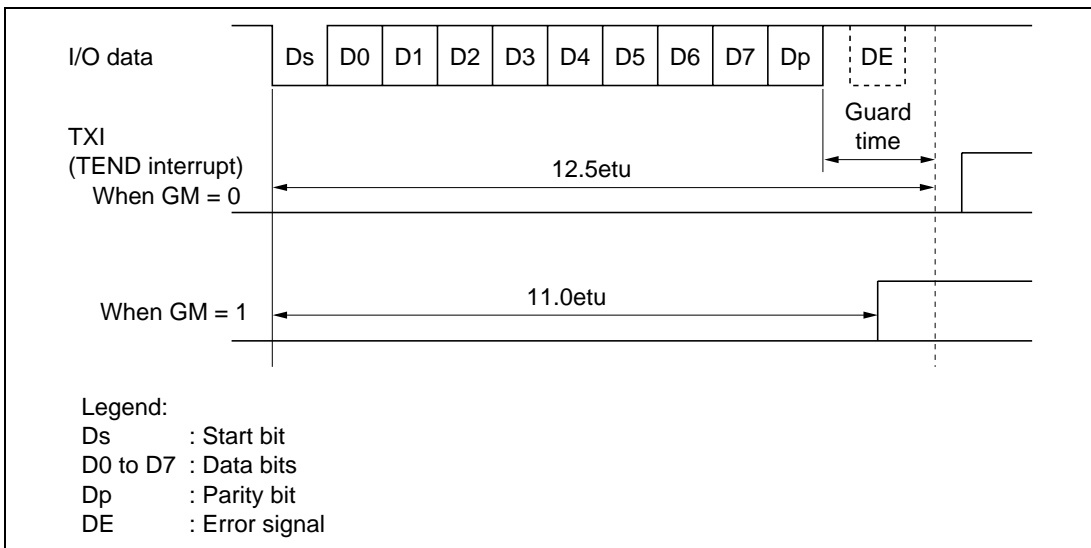 I/O data
Ds D0 D1 D2 D3 D4 D5 D6 D7 Dp DE
Guard
time
TXI
(TEND interrupt)
When GM = 0
12.5etu
When GM = 1
11.0etu
Legend:
Ds : Start bit
D0 to D7 : Data bits
Dp : Parity bit
DE : Error signal